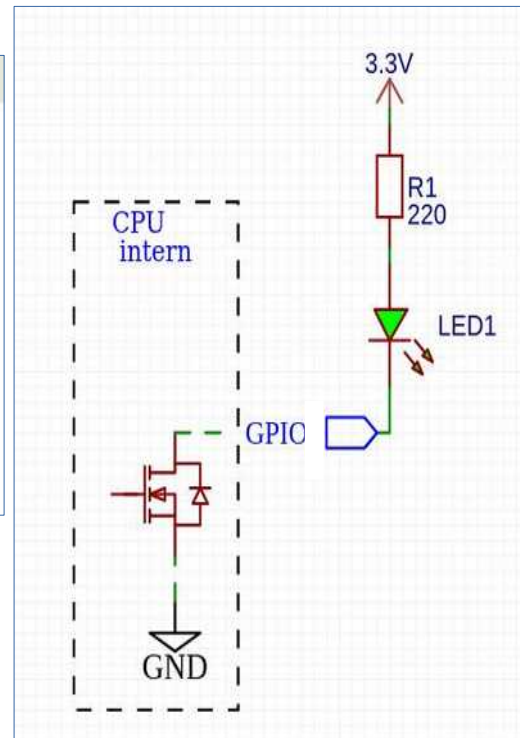 3.3V
R1
220
CPU
intern
LED1
GPIO
GND